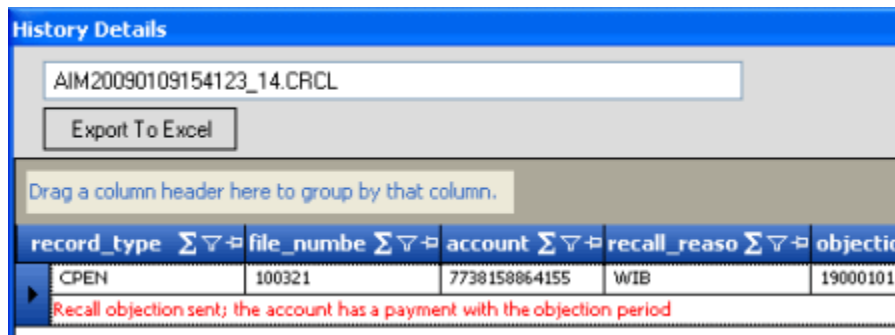 History Details
AIM20090109154123_14.CRCL
Export To Excel
Drag a column header here to group by that column.
record_type Σ file_numbe Σ account Σ recall_reaso Σ objectio
CPEN 100321 7738158864155 WIB 19000101
Recall objection sent; the account has a payment with the objection period